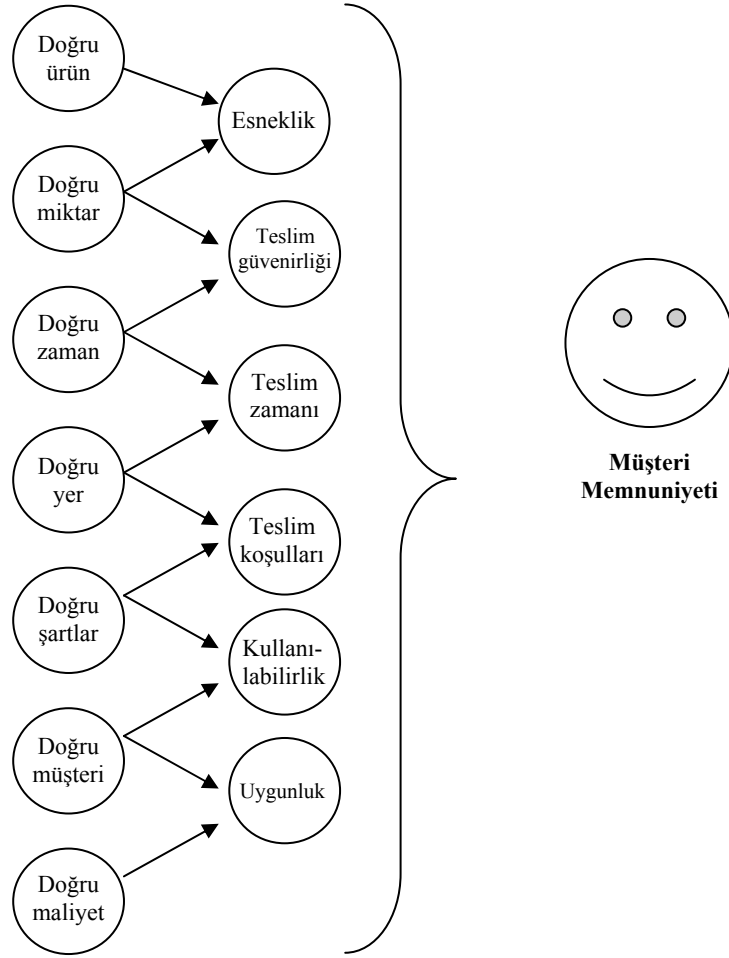 Doğru
ürün
Doğru
miktar
Doğru
zaman
Doğru
yer
Doğru
şartlar
Doğru
müşteri
Doğru
maliyet
Esneklik
Teslim
güvenirliği
Teslim
zamanı
Teslim
koşulları
Kullanı-
labilirlik
Uygunluk
Müşteri
Memnuniyeti